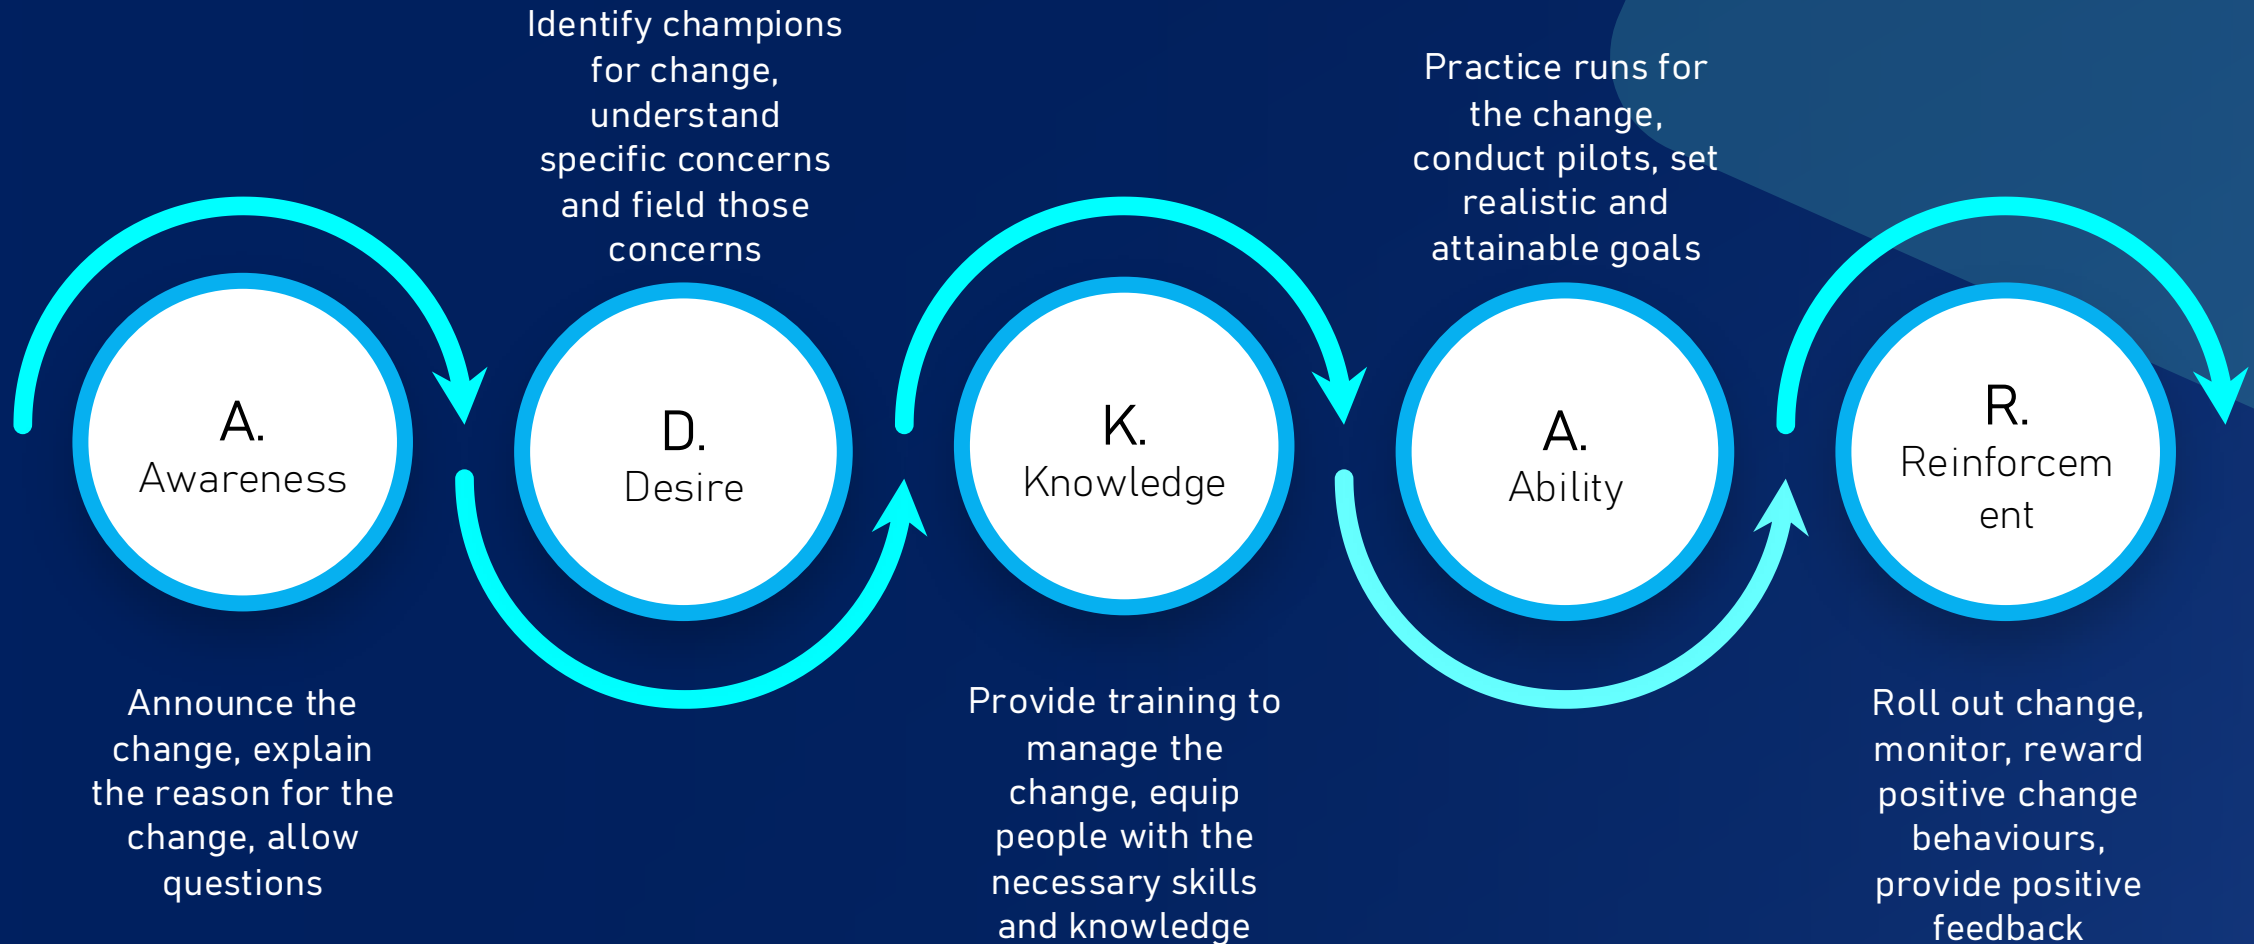 A.
Awareness
Announce the
change, explain
the reason for the
change, allow
questions
Identify champions
for change,
understand
specific concerns
and field those
concerns
D.
Desire
K.
Knowledge
Provide training to
manage the
change, equip
people with the
necessary skills
and knowledge
Practice runs for
the change,
conduct pilots, set
realistic and
attainable goals
A.
Ability
R.
Reinforcem
ent
Roll out change,
monitor, reward
positive change
behaviours,
provide positive
feedback